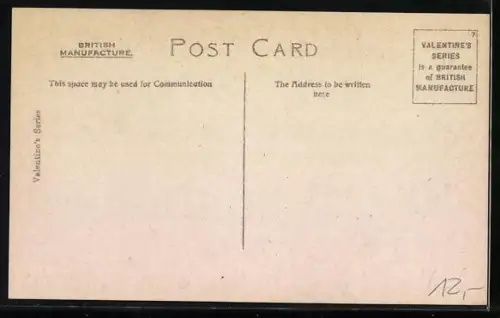 BRITISH
MANUFACTURE.
POST CARD
VALENTINE'S
SERIES
is a guarantee
of BRITISH
MANUFACTURE
This space may be used for Communication
The Address to be written
here
Valentine's Series
12,-